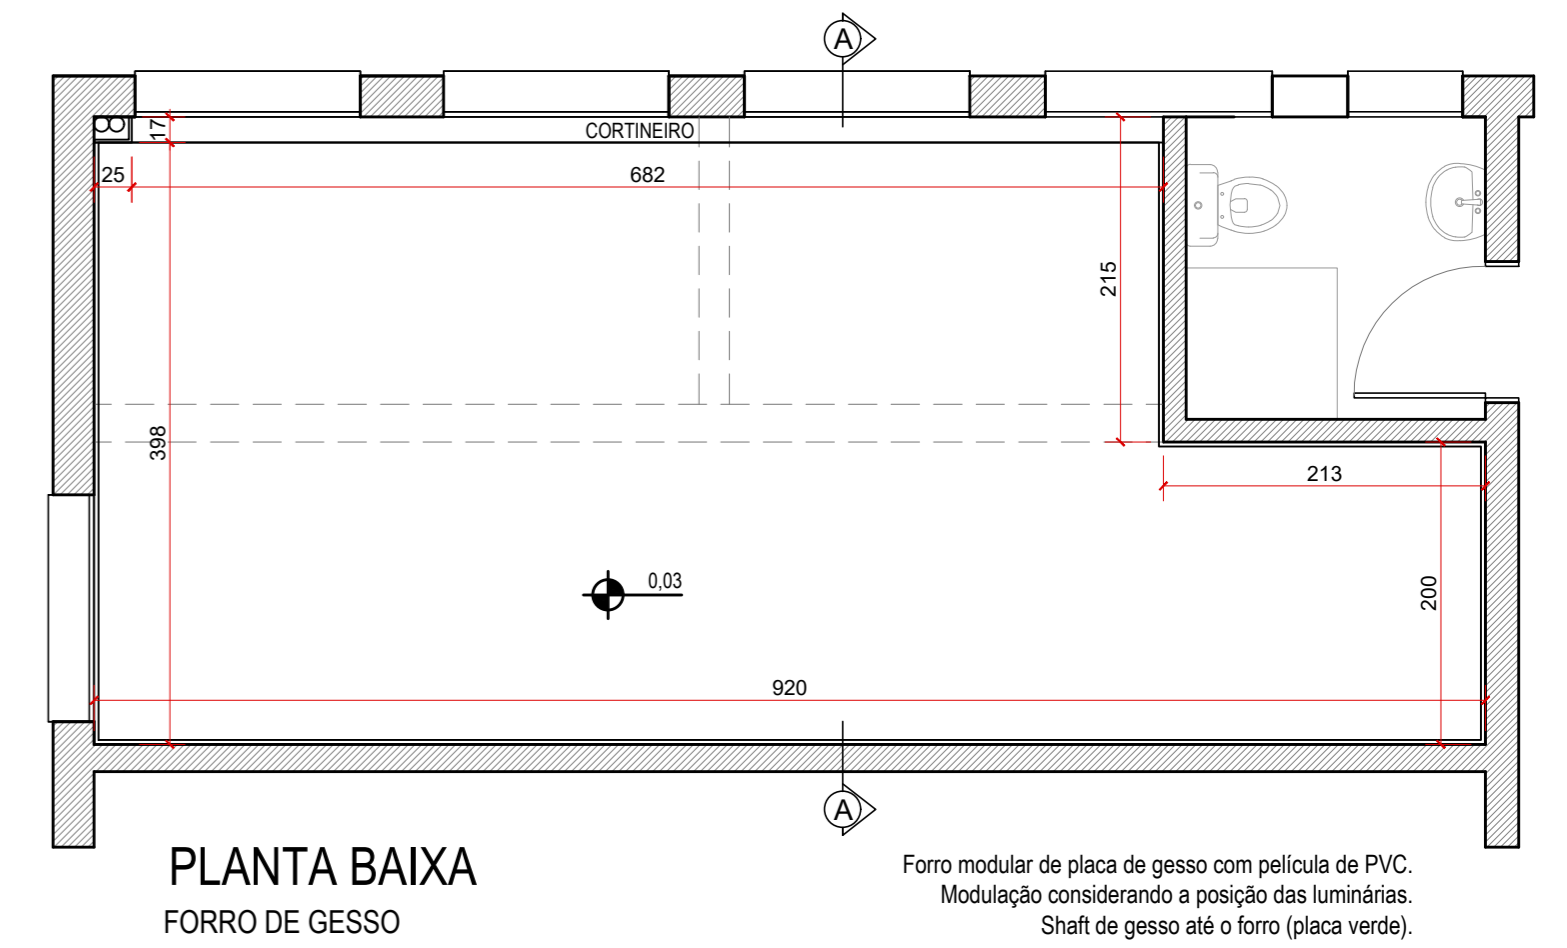 A
17
CORTINEIRO
25
682
215
398
213
0,03
200
920
A
PLANTA BAIXA
FORRO DE GESSO
Forro modular de placa de gesso com película de PVC.
Modulação considerando a posição das luminárias.
Shaft de gesso até o forro (placa verde).